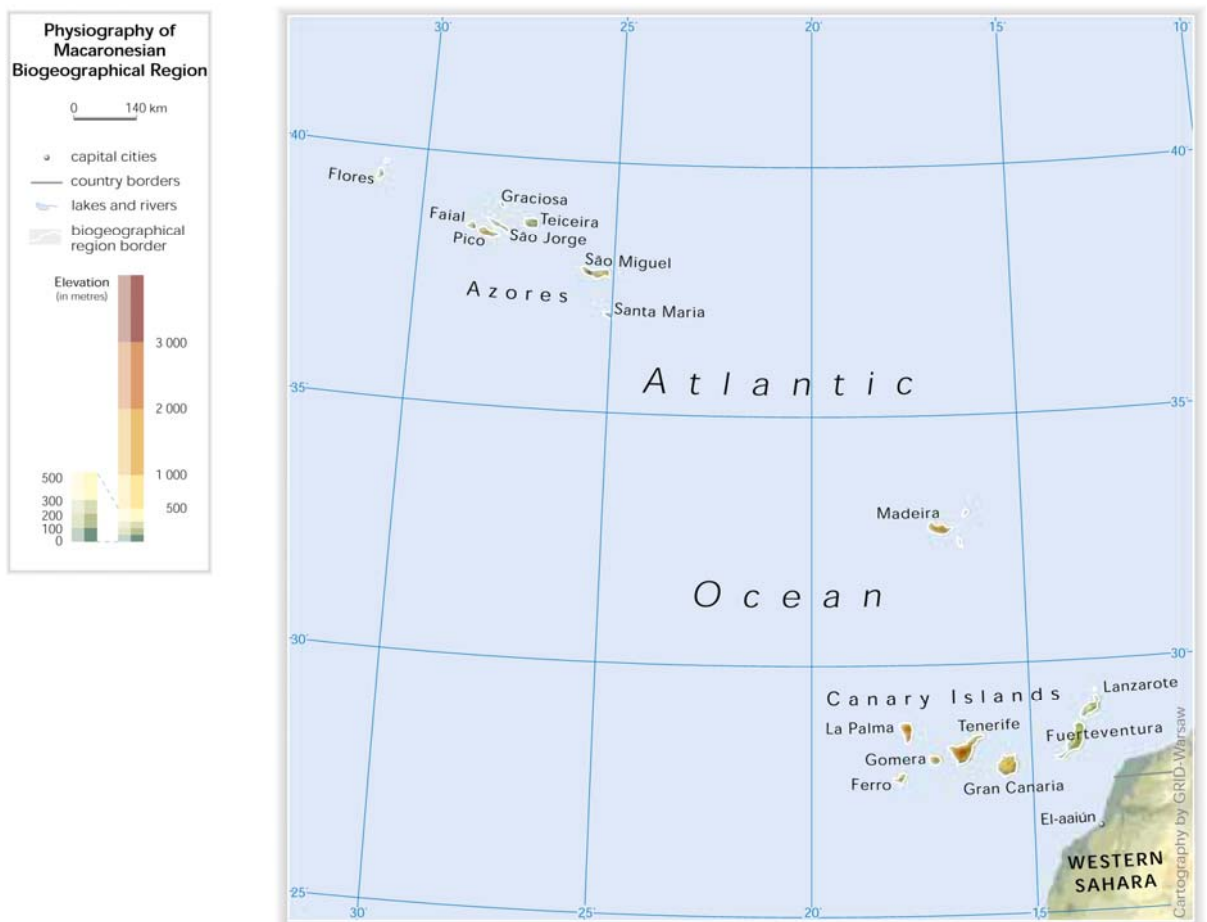 Physiography of
Macaronesian
Biogeographical Region
0 140 km
capital cities
country borders
lakes and rivers
biogeographical
region border
Elevation
(in metres)
3 000
2 000
1 000
500
500
300
200
100
0
30°
25°
20°
15°
10°
40°
40°
Flores
Graciosa
Faial
Teiceira
Pico
São Jorge
São Miguel
Azores
Santa Maria
Atlantic
35°
35°
Madeira
Ocean
30°
30°
Canary Islands
Lanzarote
La Palma
Tenerife
Fuerteventura
Gomera
Ferro
Gran Canaria
El-aaiún
WESTERN
SAHARA
25°
30°
25°
20°
15°
Cartography by GRID-Warsaw